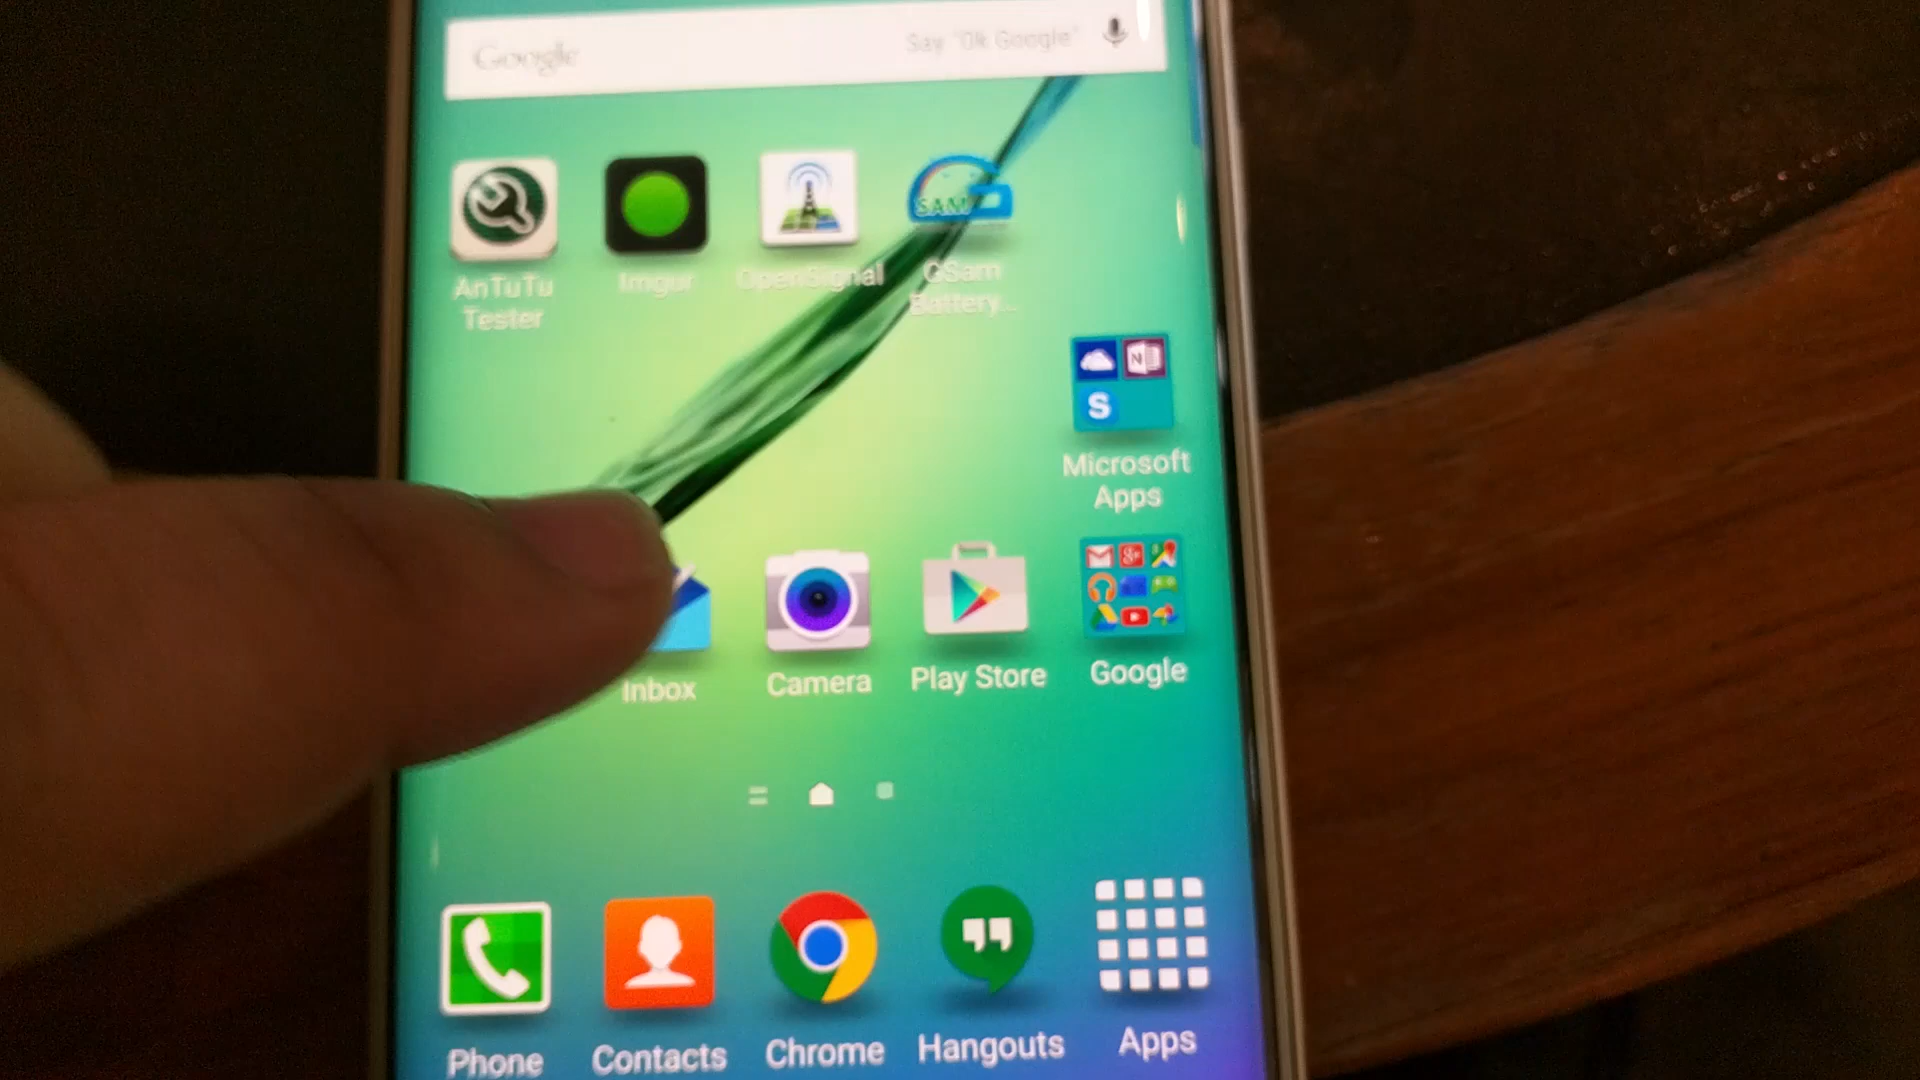 Google
Say "Ok Google"
SAM
AnTuTu
Tester
Imgur
OpenSignal
GSam
Battery...
N
S
Microsoft
Apps
Inbox
Camera
Play Store
Google
Phone
Contacts
Chrome
Hangouts
Apps